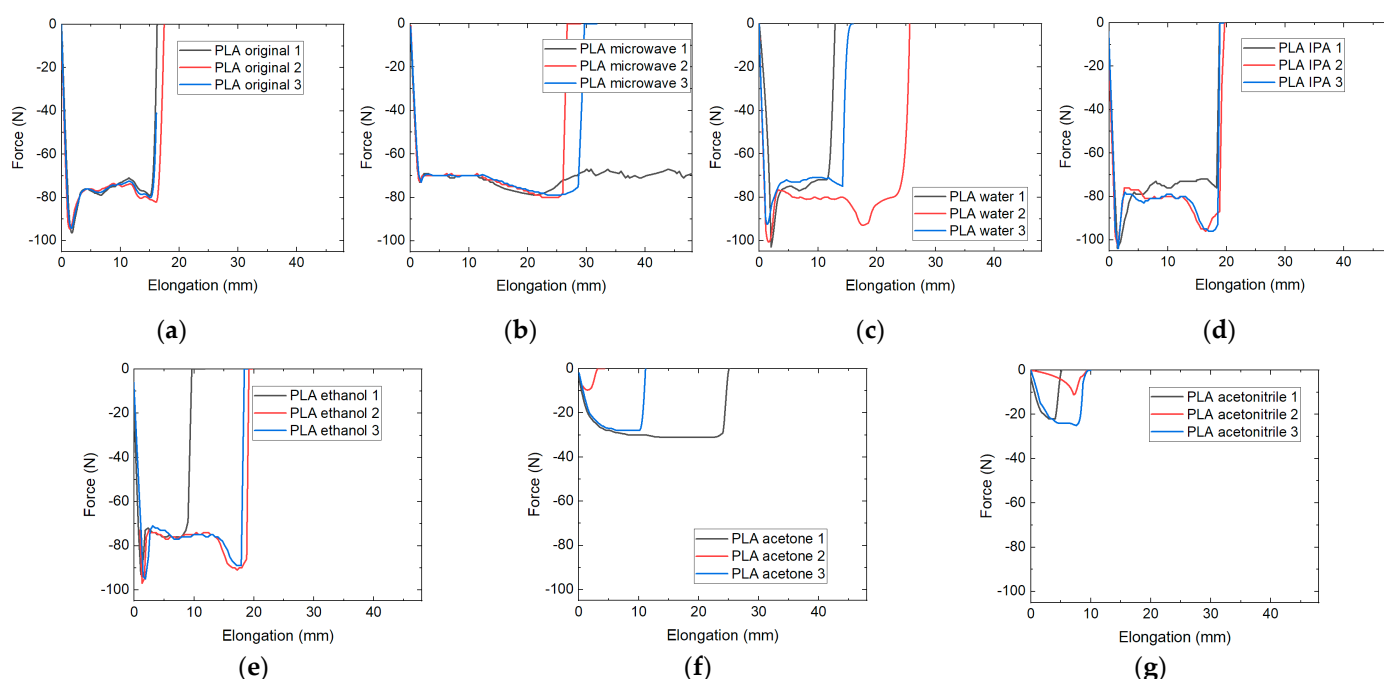 0
-20
-40
-60
-80
-100
Force (N)
PLA original 1
PLA original 2
PLA original 3
0 10 20 30 40
Elongation (mm)
(a)
0
-20
-40
-60
-80
-100
Force (N)
PLA microwave 1
PLA microwave 2
PLA microwave 3
0 10 20 30 40
Elongation (mm)
(b)
0
-20
-40
-60
-80
-100
Force (N)
PLA water 1
PLA water 2
PLA water 3
0 10 20 30 40
Elongation (mm)
(c)
0
-20
-40
-60
-80
-100
Force (N)
PLA IPA 1
PLA IPA 2
PLA IPA 3
0 10 20 30 40
Elongation (mm)
(d)
0
-20
-40
-60
-80
-100
Force (N)
PLA ethanol 1
PLA ethanol 2
PLA ethanol 3
0 10 20 30 40
Elongation (mm)
(e)
0
-20
-40
-60
-80
-100
Force (N)
PLA acetone 1
PLA acetone 2
PLA acetone 3
0 10 20 30 40
Elongation (mm)
(f)
0
-20
-40
-60
-80
-100
Force (N)
PLA acetonitrile 1
PLA acetonitrile 2
PLA acetonitrile 3
0 10 20 30 40
Elongation (mm)
(g)